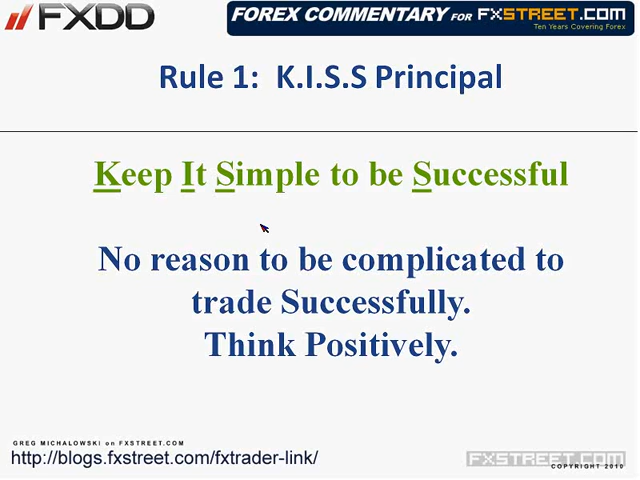 FXDD
FOREX COMMENTARY FOR FXSTREET.COM
Ten Years Covering Forex
Rule 1: K.I.S.S Principal
Keep It Simple to be Successful
No reason to be complicated to
trade Successfully.
Think Positively.
GREG MICHALOWSKI on FXSTREET.COM
http://blogs.fxstreet.com/fxtrader-link/
FXSTREET.COM
COPYRIGHT 2010